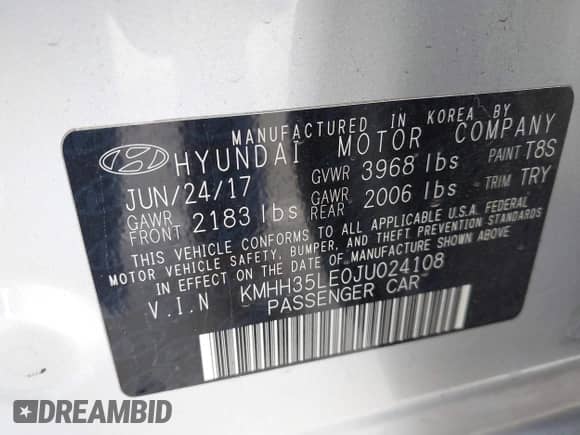 MANUFACTURED IN KOREA BY
HYUNDAI MOTOR COMPANY
JUN/24/17 GVWR 3968 lbs PAINT T8S
GAWR FRONT 2183 lbs GAWR REAR 2006 lbs TRIM TRY
THIS VEHICLE CONFORMS TO ALL APPLICABLE U.S.A. FEDERAL
MOTOR VEHICLE SAFETY, BUMPER, AND THEFT PREVENTION STANDARDS
IN EFFECT ON THE DATE OF MANUFACTURE SHOWN ABOVE
V.I.N KMHH35LE0JU024108
PASSENGER CAR
DREAMBID